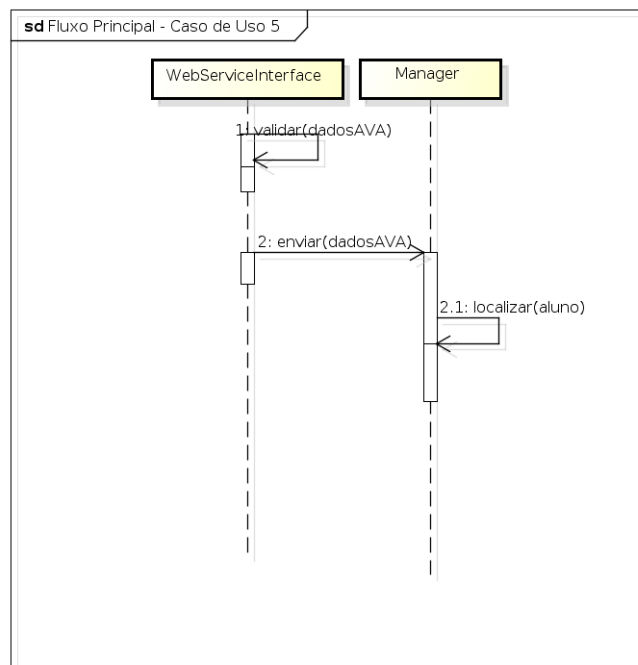 sd Fluxo Principal - Caso de Uso 5
WebServiceInterface
Manager
1: validar(dadosAVA)
2: enviar(dadosAVA)
2.1: localizar(aluno)